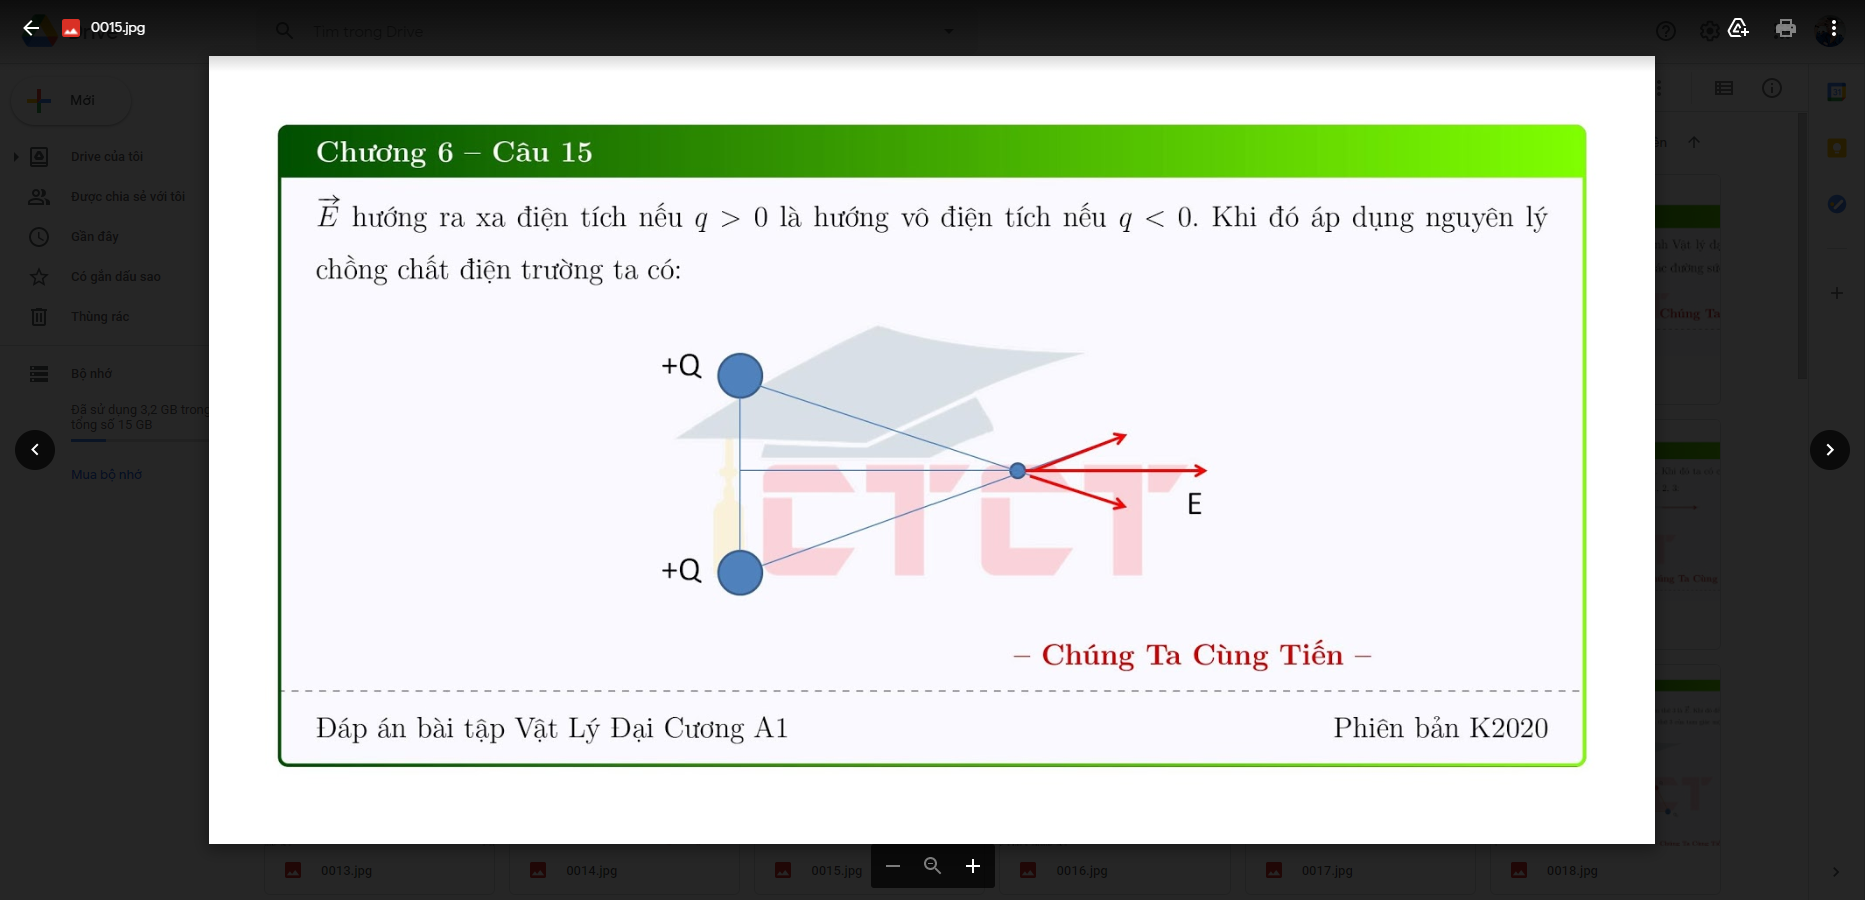 0015.jpg
Tìm trong Drive
Mới
Drive của tôi
Được chia sẻ với tôi
Gần đây
Có gắn dấu sao
Thùng rác
Bộ nhớ
Đã sử dụng 3,2 GB trong
tổng số 15 GB
Mua bộ nhớ
Chương 6 – Câu 15
E hướng ra xa điện tích nếu q > 0 là hướng vô điện tích nếu q < 0. Khi đó áp dụng nguyên lý
chồng chất điện trường ta có:
+Q
E
+Q
CTCT
– Chúng Ta Cùng Tiến –
Đáp án bài tập Vật Lý Đại Cương A1
Phiên bản K2020
Chúng Ta
0013.jpg
0014.jpg
0015.jpg
0016.jpg
0017.jpg
0018.jpg